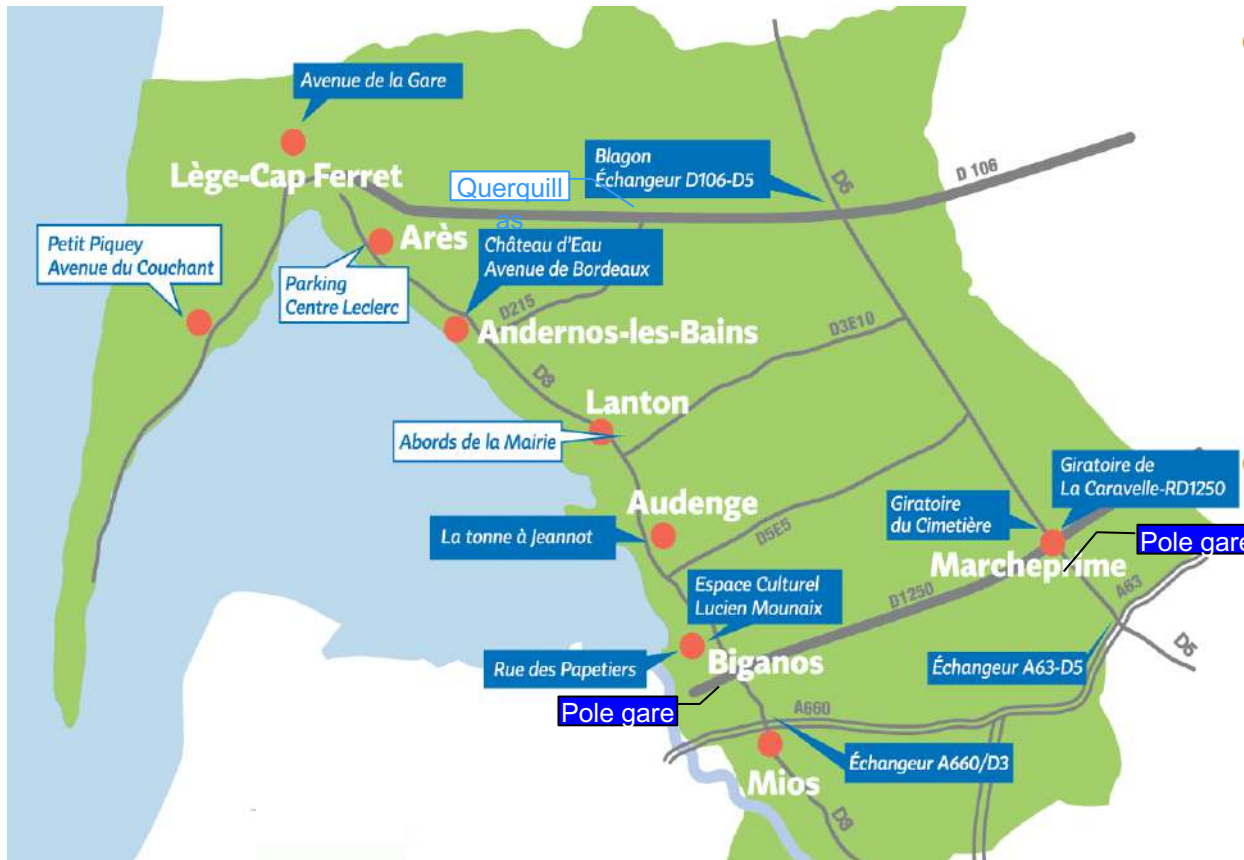 Avenue de la Gare
Lège-Cap Ferret
Blagon
Échangeur D106-D5
D5
D 106
Querquill
as
Petit Piquey
Avenue du Couchant
Arès
Parking
Centre Leclerc
Château d'Eau
Avenue de Bordeaux
D215
Andernos-les-Bains
D3E10
D3
Lanton
Abords de la Mairie
Audenge
La tonne à Jeannot
D5E5
Giratoire
du Cimetière
Giratoire de
La Caravelle-RD1250
Marcheprime
Pole gare
Espace Culturel
Lucien Mounaix
D1250
A63
Rue des Papetiers
Biganos
Pole gare
Échangeur A63-D5
D5
A660
Échangeur A660/D3
Mios
D3